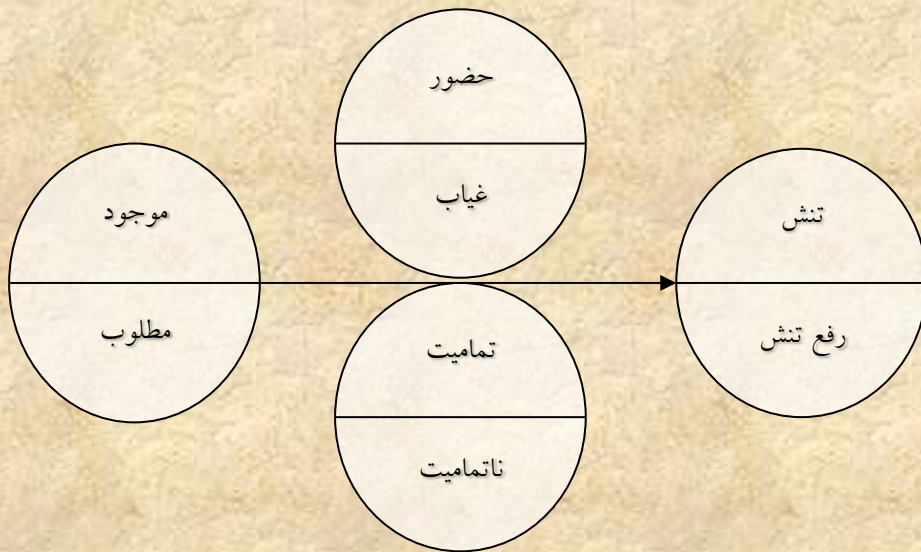 حضور
غیاب
تنش
رفع تنش
موجود
مطلوب
تمامیت
ناتمامیت